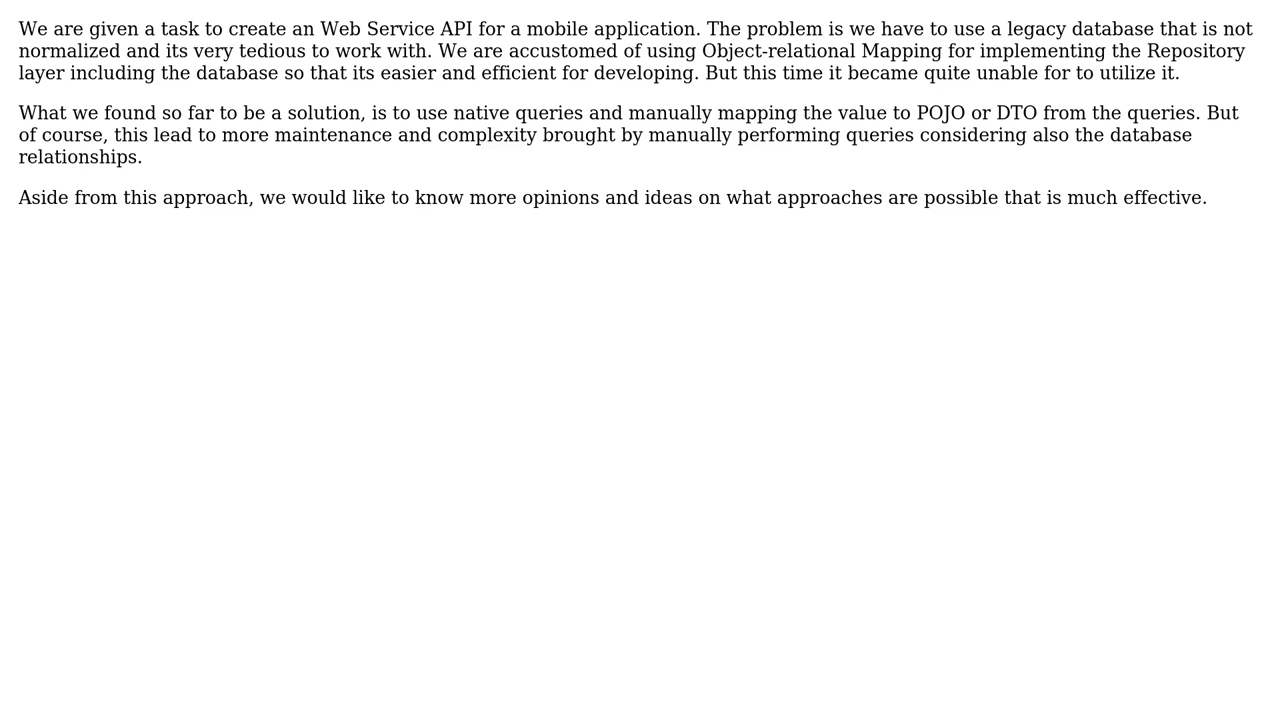 We are given a task to create an Web Service API for a mobile application. The problem is we have to use a legacy database that is not
normalized and its very tedious to work with. We are accustomed of using Object-relational Mapping for implementing the Repository
layer including the database so that its easier and efficient for developing. But this time it became quite unable for to utilize it.
What we found so far to be a solution, is to use native queries and manually mapping the value to POJO or DTO from the queries. But
of course, this lead to more maintenance and complexity brought by manually performing queries considering also the database
relationships.
Aside from this approach, we would like to know more opinions and ideas on what approaches are possible that is much effective.